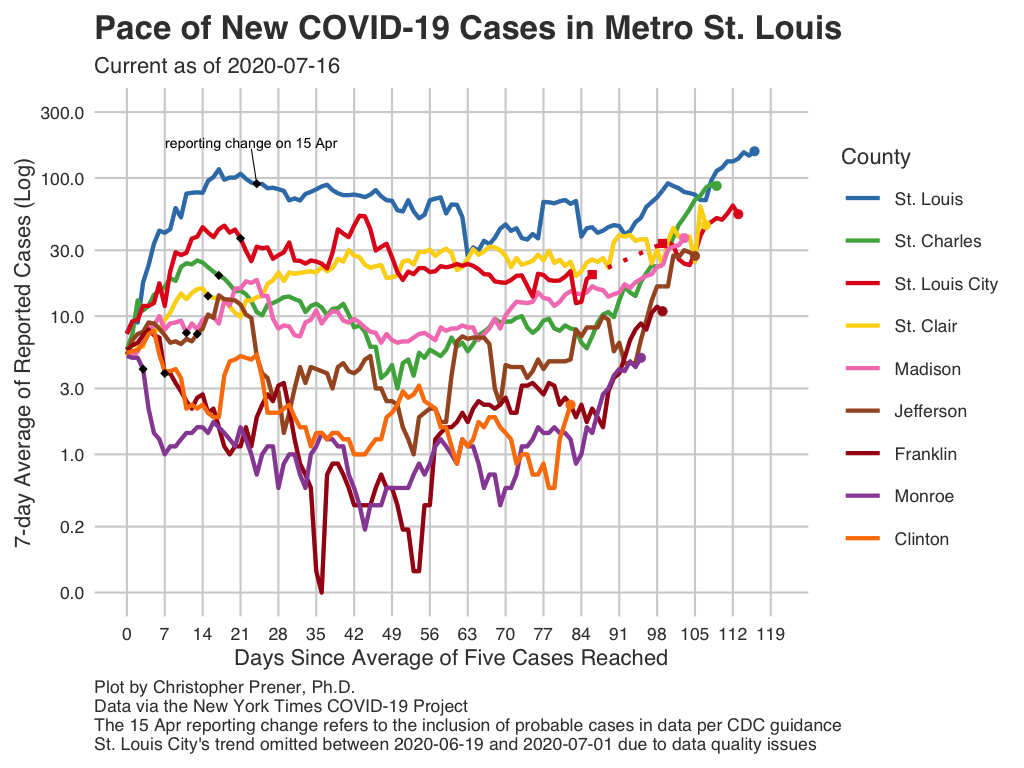 Pace of New COVID-19 Cases in Metro St. Louis
Current as of 2020-07-16
7-day Average of Reported Cases (Log)
300.0
100.0
30.0
10.0
3.0
1.0
0.2
0.0
reporting change on 15 Apr
0 7 14 21 28 35 42 49 56 63 70 77 84 91 98 105 112 119
Days Since Average of Five Cases Reached
County
St. Louis
St. Charles
St. Louis City
St. Clair
Madison
Jefferson
Franklin
Monroe
Clinton
Plot by Christopher Prener, Ph.D.
Data via the New York Times COVID-19 Project
The 15 Apr reporting change refers to the inclusion of probable cases in data per CDC guidance
St. Louis City's trend omitted between 2020-06-19 and 2020-07-01 due to data quality issues